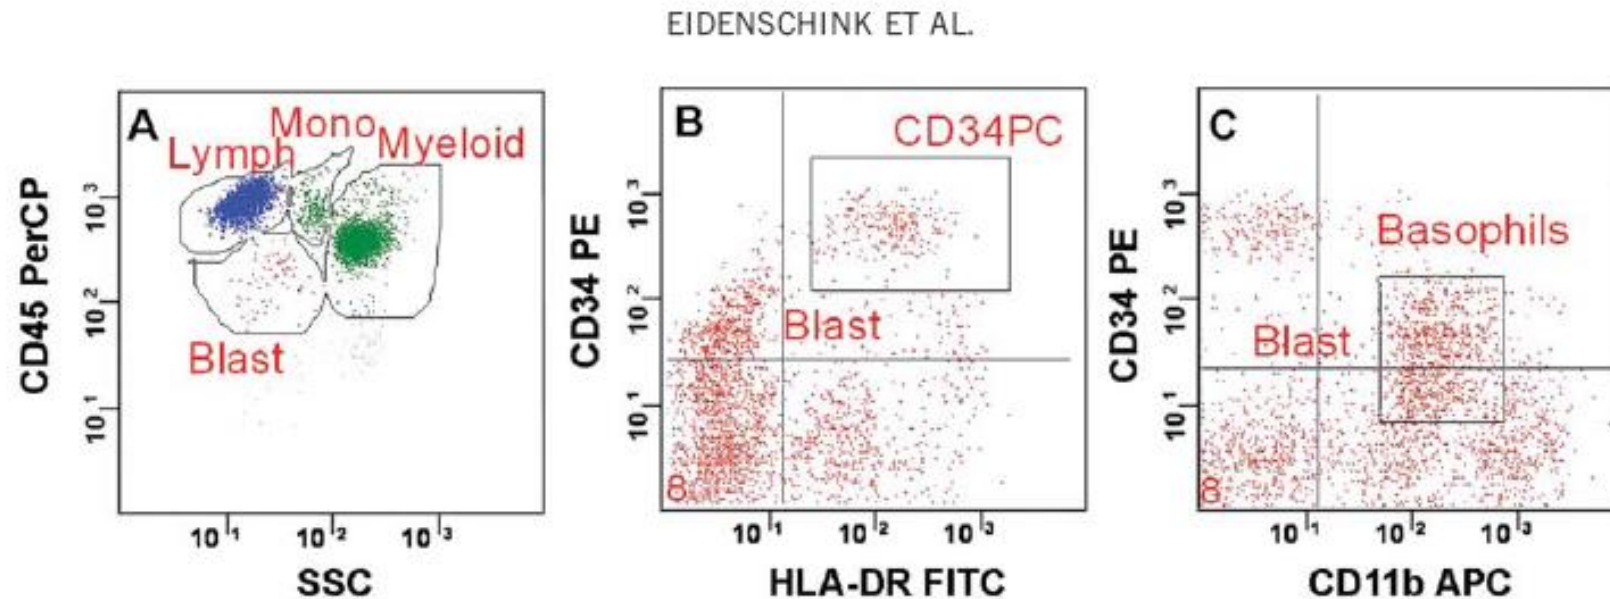 EIDENSCHINK ET AL.
A
Lymph
Mono
Myeloid
Blast
CD45 PerCP
10³
10²
10¹
10¹ 10² 10³
SSC
B
CD34PC
Blast
8
CD34 PE
10³
10²
10¹
10¹ 10² 10³
HLA-DR FITC
C
Basophils
Blast
8
CD34 PE
10³
10²
10¹
10¹ 10² 10³
CD11b APC